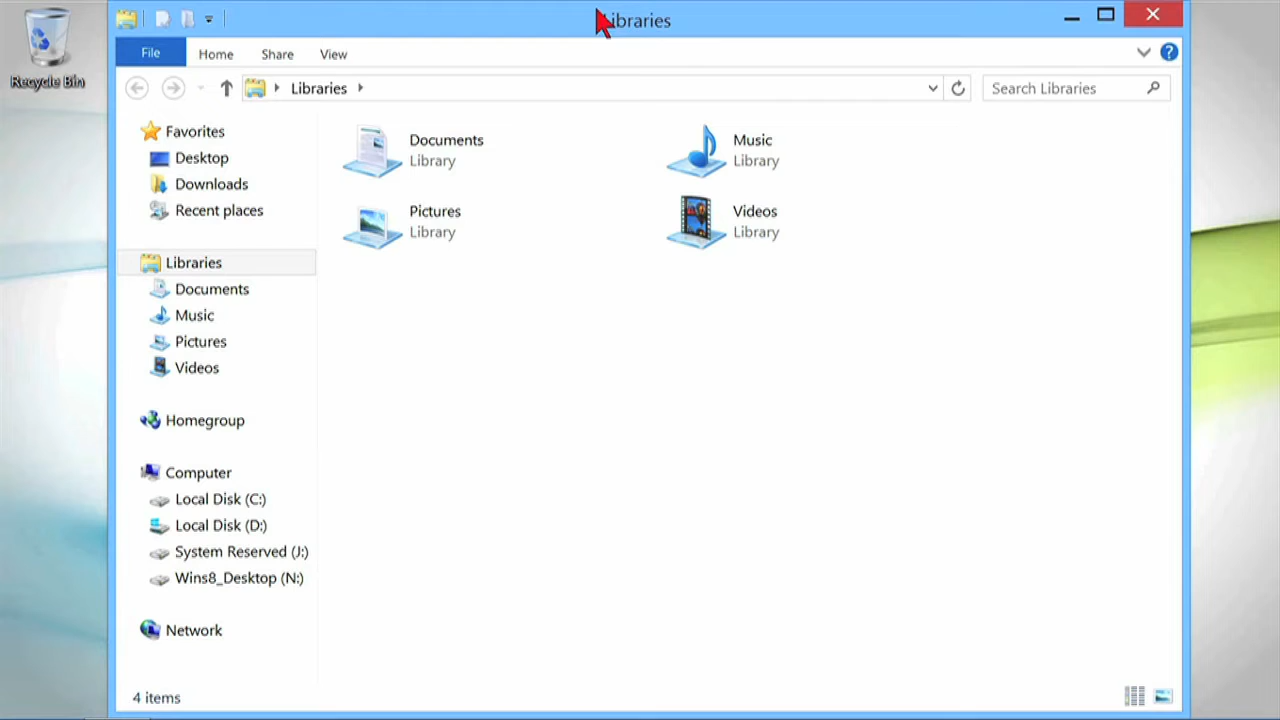 Libraries
Recycle Bin
File Home Share View
Libraries
Search Libraries
Favorites
Desktop
Downloads
Recent places
Libraries
Documents
Music
Pictures
Videos
Homegroup
Computer
Local Disk (C:)
Local Disk (D:)
System Reserved (J:)
Wins8_Desktop (N:)
Network
Documents
Library
Music
Library
Pictures
Library
Videos
Library
4 items